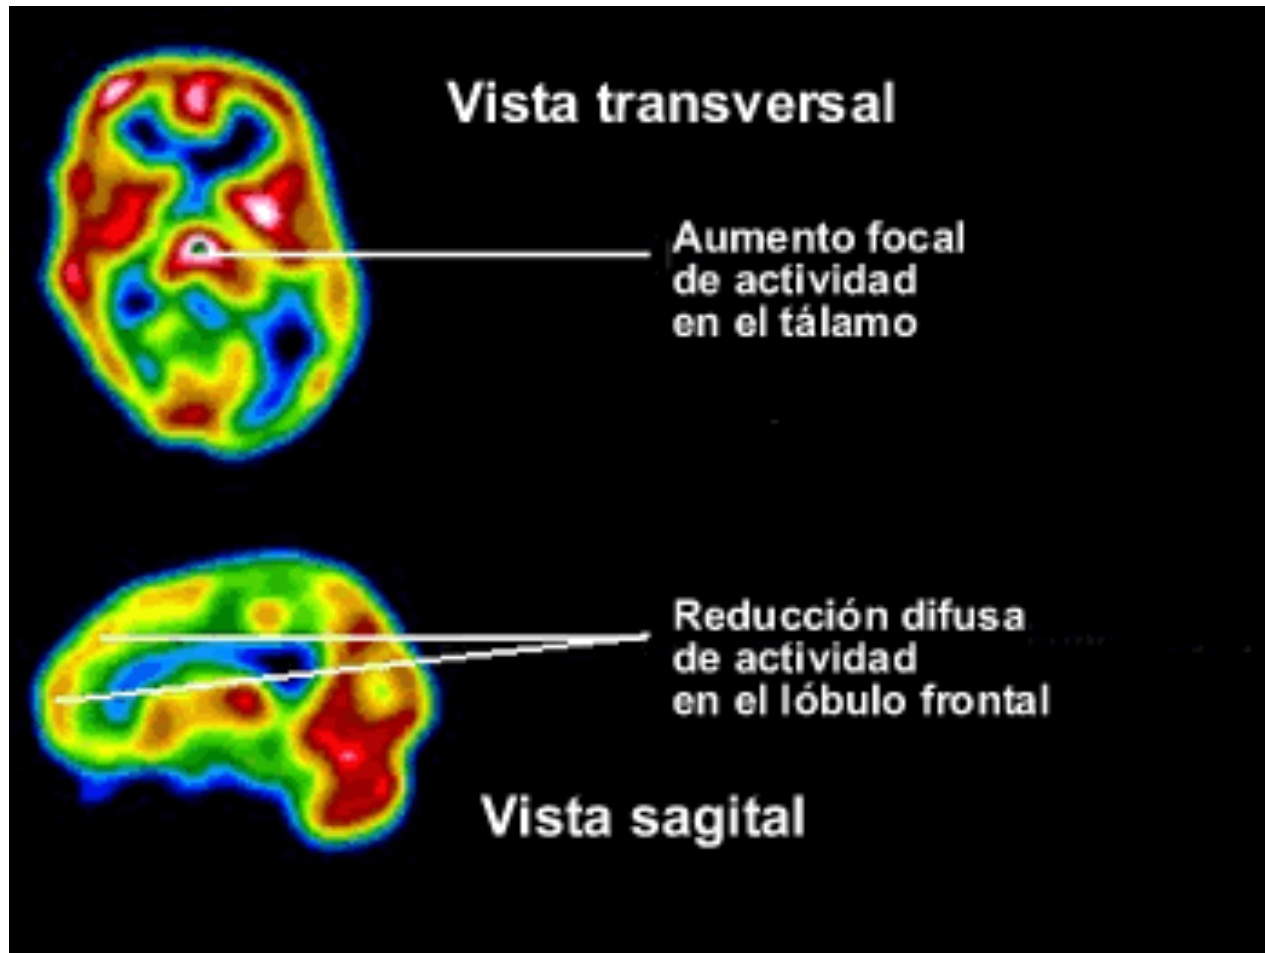 Vista transversal
Aumento focal
de actividad
en el tálamo
Reducción difusa
de actividad
en el lóbulo frontal
Vista sagital